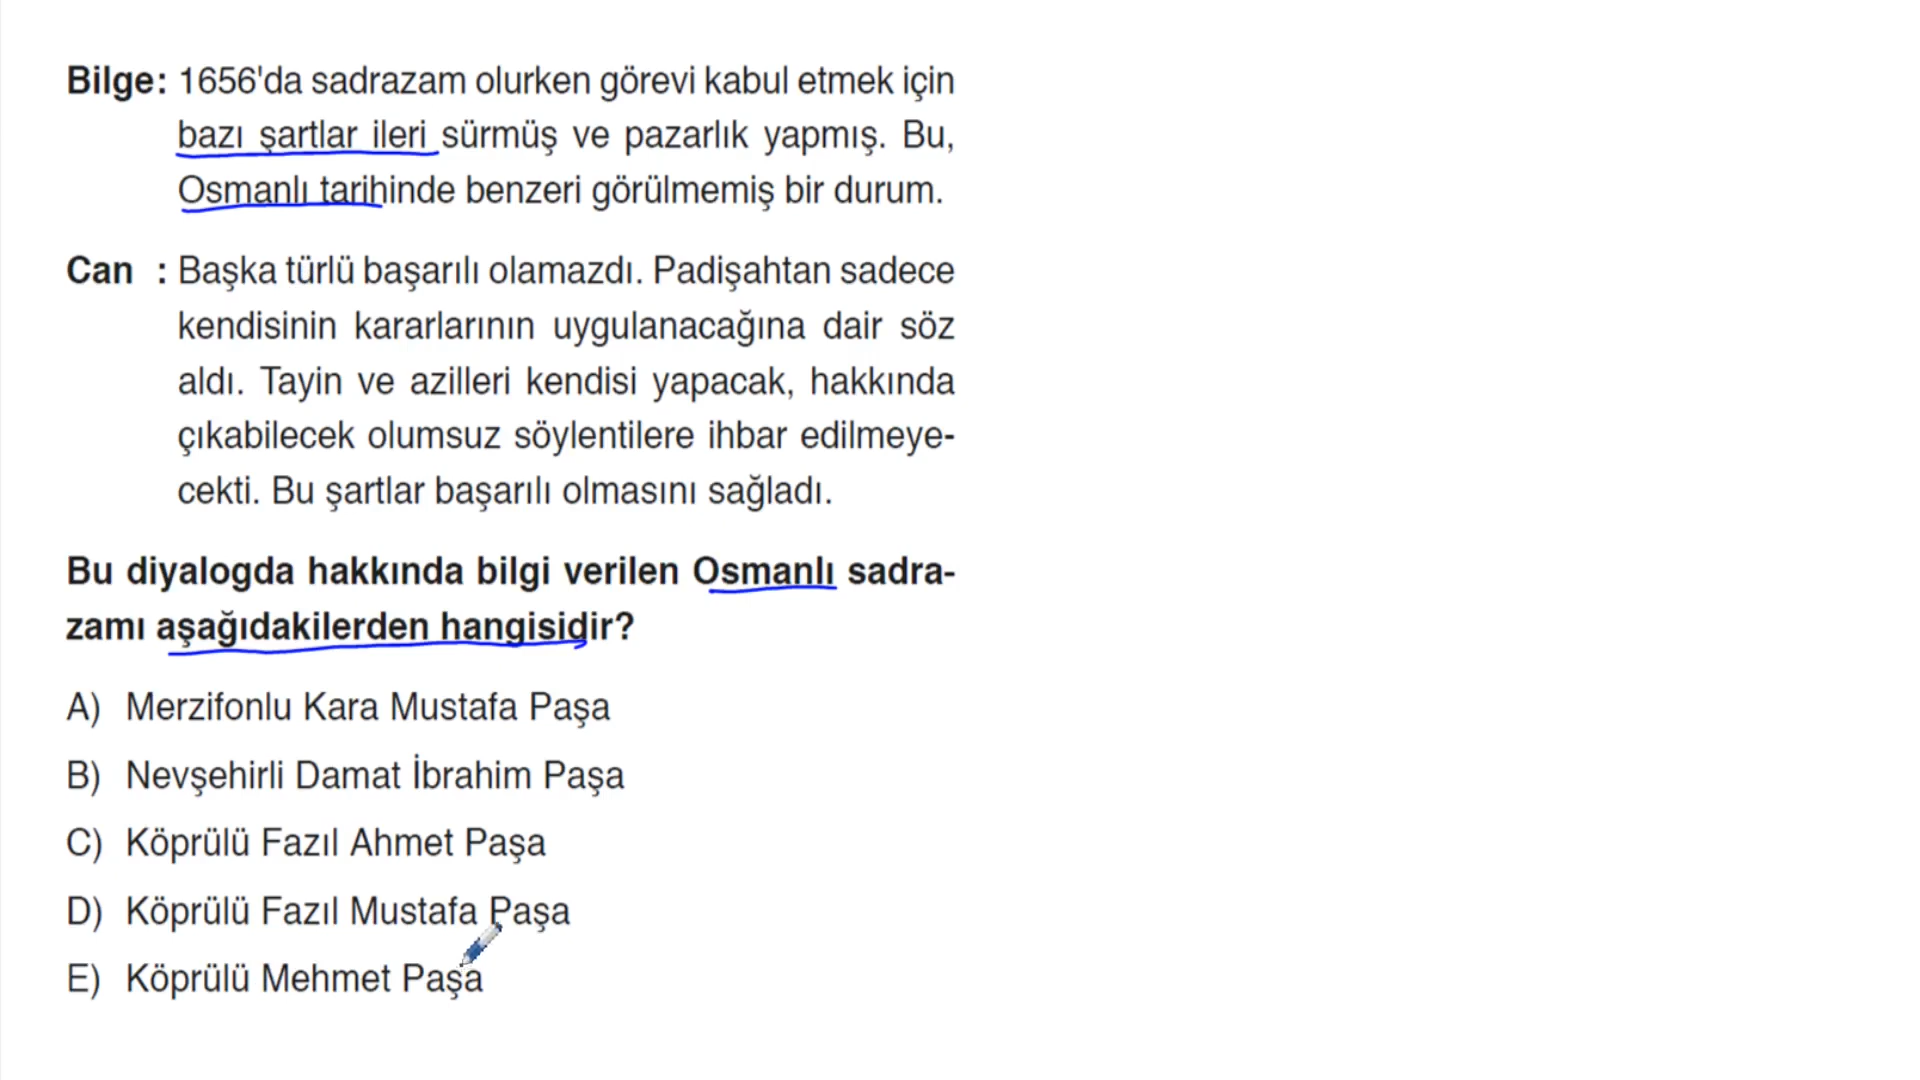 Bilge: 1656'da sadrazam olurken görevi kabul etmek için
bazı şartlar ileri sürmüş ve pazarlık yapmış. Bu,
Osmanlı tarihinde benzeri görülmemiş bir durum.
Can : Başka türlü başarılı olamazdı. Padişahtan sadece
kendisinin kararlarının uygulanacağına dair söz
aldı. Tayin ve azilleri kendisi yapacak, hakkında
çıkabilecek olumsuz söylentilere ihbar edilmeye-
cekti. Bu şartlar başarılı olmasını sağladı.
Bu diyalogda hakkında bilgi verilen Osmanlı sadra-
zamı aşağıdakilerden hangisidir?
A) Merzifonlu Kara Mustafa Paşa
B) Nevşehirli Damat İbrahim Paşa
C) Köprülü Fazıl Ahmet Paşa
D) Köprülü Fazıl Mustafa Paşa
E) Köprülü Mehmet Paşa